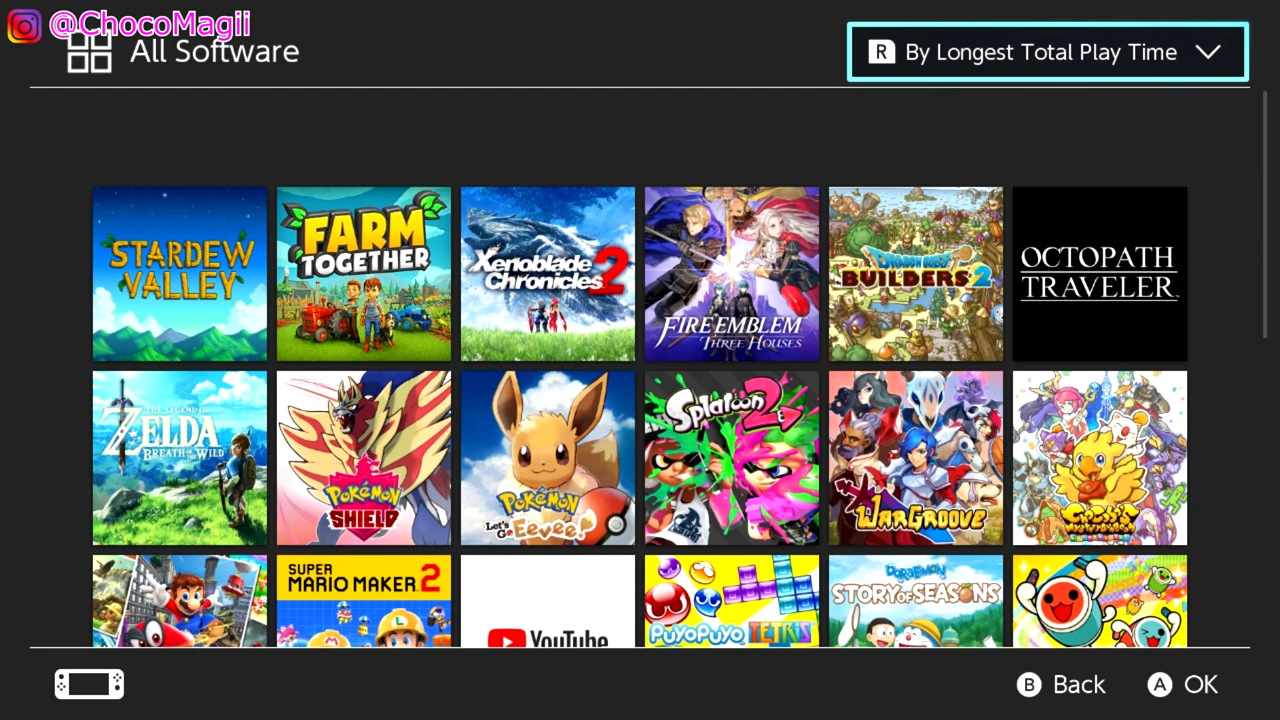 @ChocoMagii
All Software
R By Longest Total Play Time
STARDEW
VALLEY
FARM
TOGETHER
Xenoblade
Chronicles 2
FIRE EMBLEM
THREE HOUSES
DRAGON QUEST
BUILDERS 2
OCTOPATH
TRAVELER
THE LEGEND OF
ZELDA
BREATH OF THE WILD
POKÉMON
SHIELD
POKÉMON
Let's Go Eevee!
Splatoon 2
WARGROOVE
SUPER
MARIO MAKER 2
YouTube
PUYOPUYO TETRIS
DORAEMON
STORY OF SEASONS
B Back
A OK